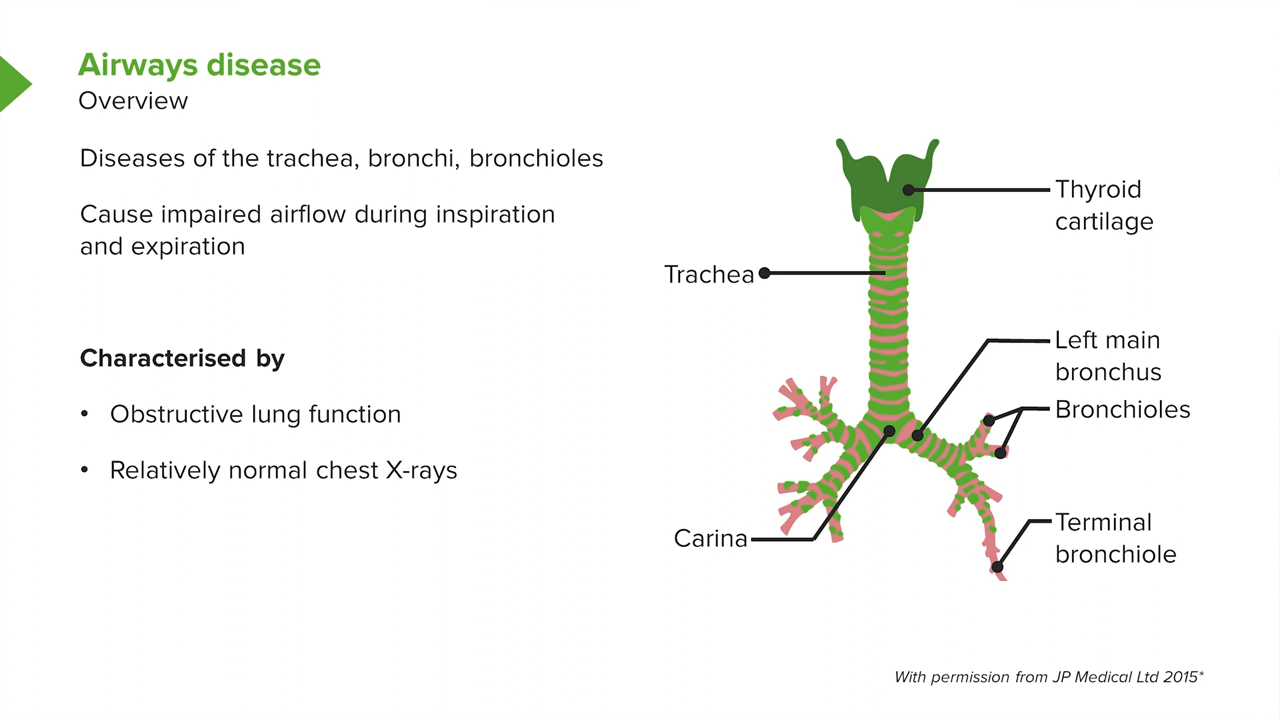 Airways disease
Overview
Diseases of the trachea, bronchi, bronchioles
Cause impaired airflow during inspiration
and expiration
Characterised by
• Obstructive lung function
• Relatively normal chest X-rays
Thyroid
cartilage
Trachea
Left main
bronchus
Bronchioles
Carina
Terminal
bronchiole
With permission from JP Medical Ltd 2015*